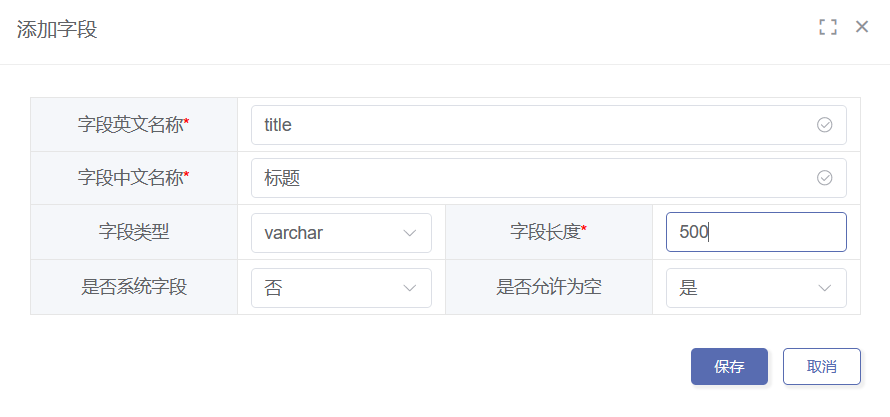 添加字段
字段英文名称* title
字段中文名称* 标题
字段类型 varchar 字段长度* 500
是否系统字段 否 是否允许为空 是
保存 取消